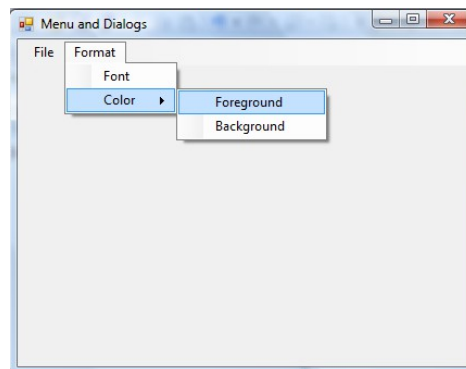 Menu and Dialogs
File Format
Font
Color
Foreground
Background